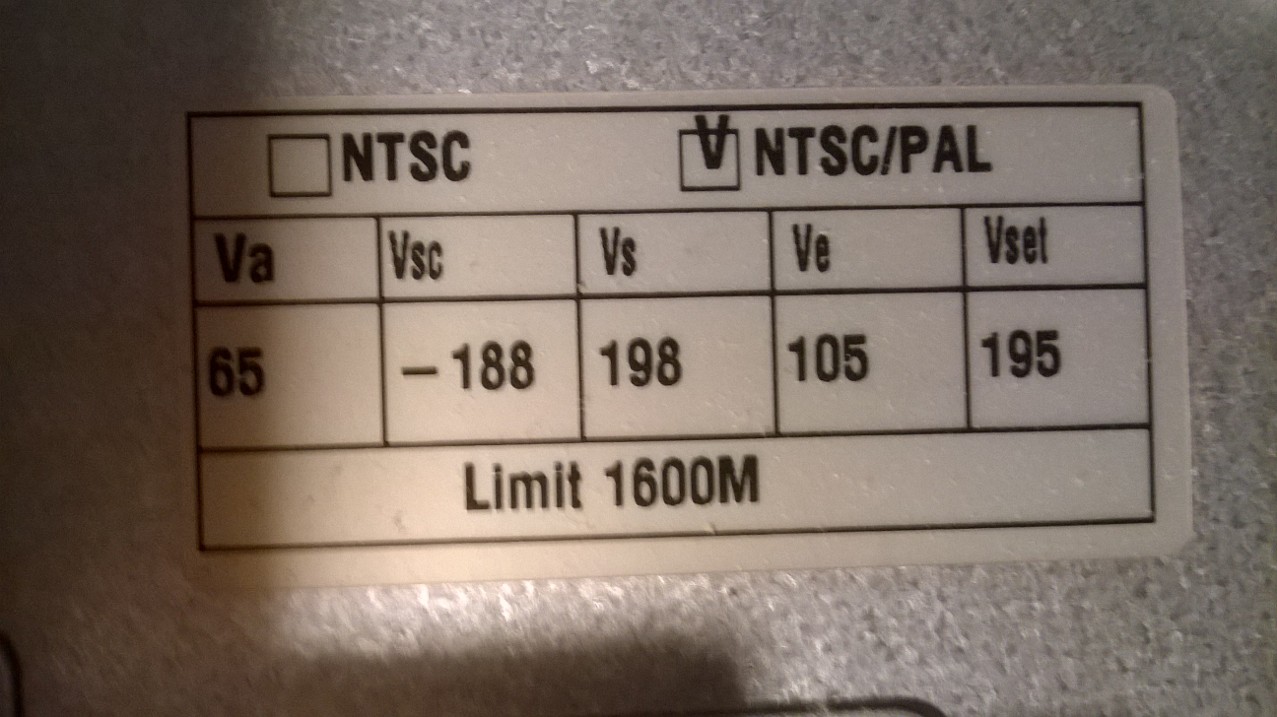 NTSC V NTSC/PAL
Va Vsc Vs Ve Vset
65 –188 198 105 195
Limit 1600M